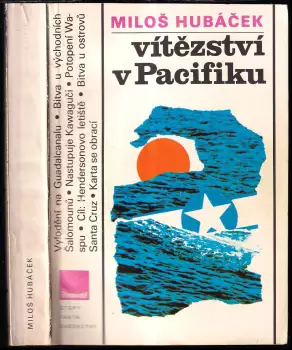 MILOŠ HUBÁČEK
vítězství
v Pacifiku
Vylodění na Guadalcanalu • Bitva u východních
Šalomounů • Nastupuje Kawaguči • Potopení Wa-
spu • Cíl: Hendersonovo letiště • Bitva u ostrovů
Santa Cruz • Karta se obrací
MILOŠ HUBÁČEK